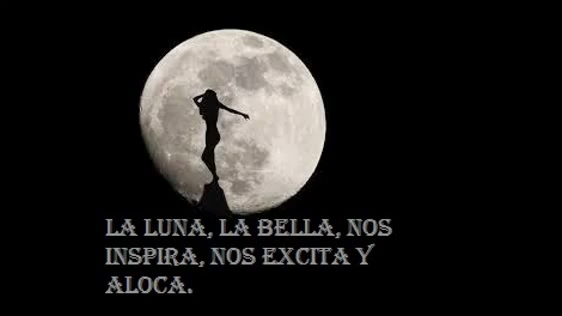 LA LUNA, LA BELLA, NOS
INSPIRA, NOS EXCITA Y
ALOCA.